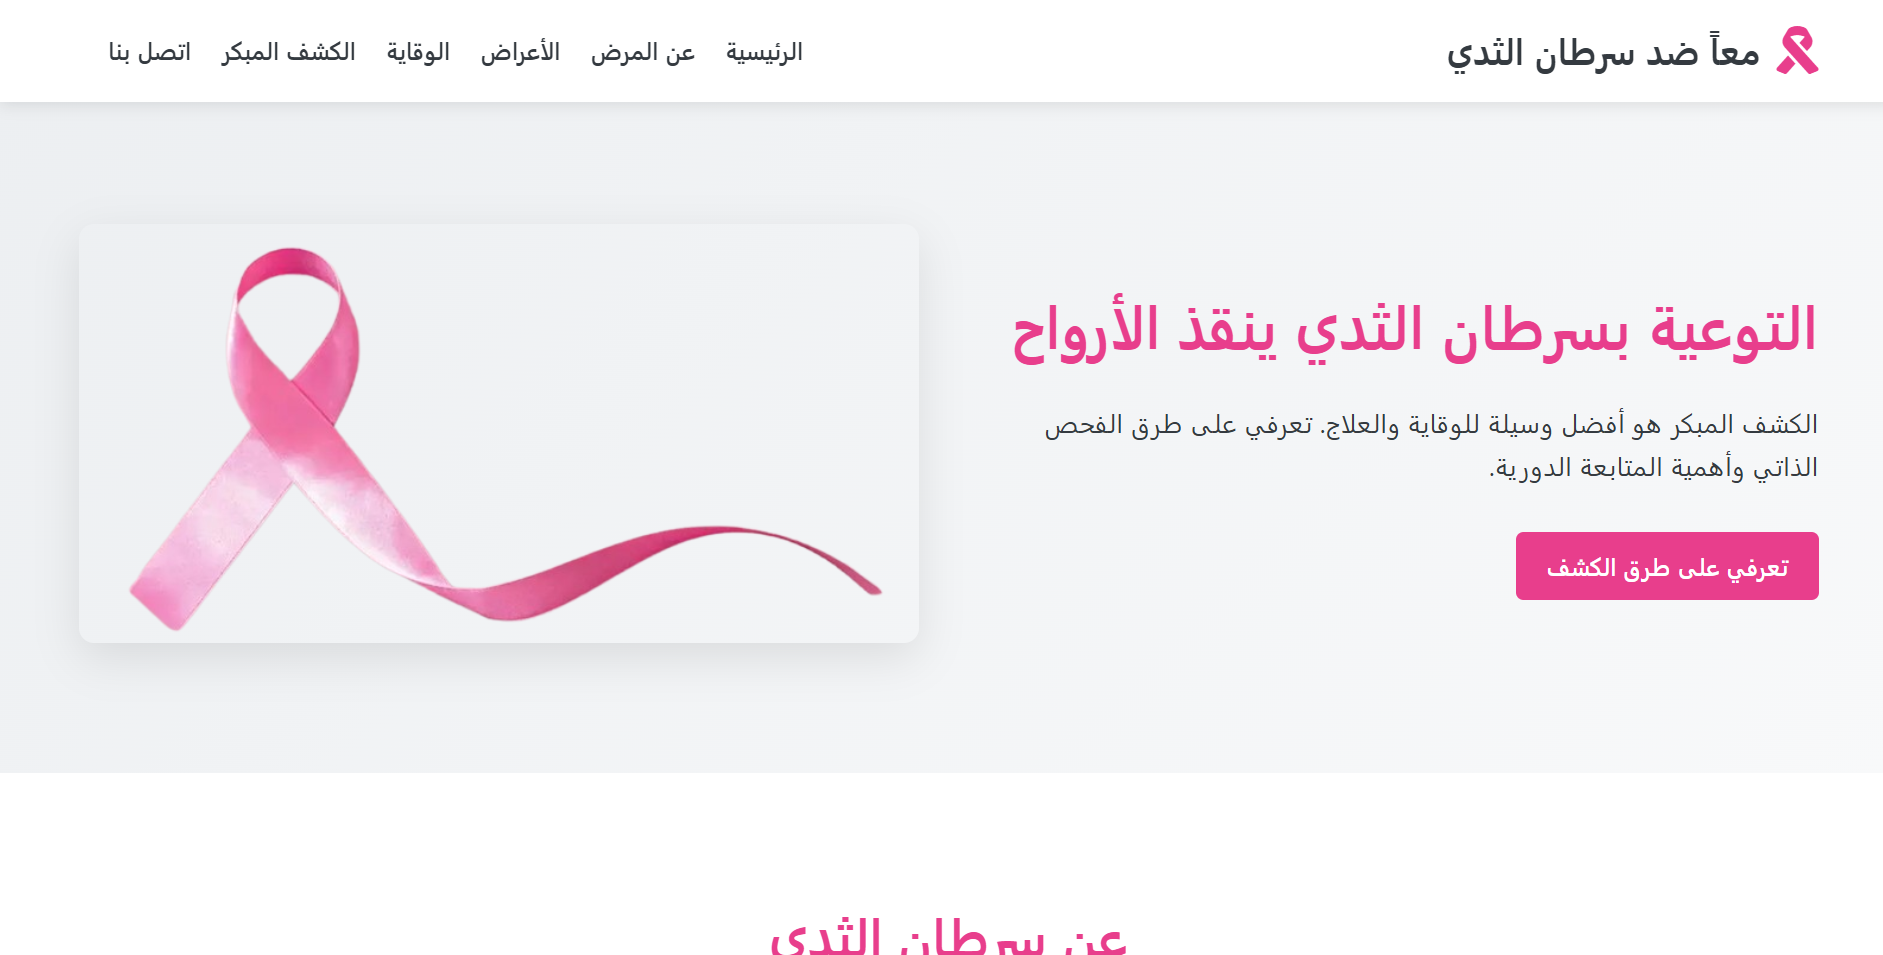 معاً ضد سرطان الثدي
الرئيسية عن المرض الأعراض الوقاية الكشف المبكر اتصل بنا
التوعية بسرطان الثدي ينقذ الأرواح
الكشف المبكر هو أفضل وسيلة للوقاية والعلاج. تعرفي على طرق الفحص
الذاتي وأهمية المتابعة الدورية.
تعرفي على طرق الكشف
عن سرطان الثدي